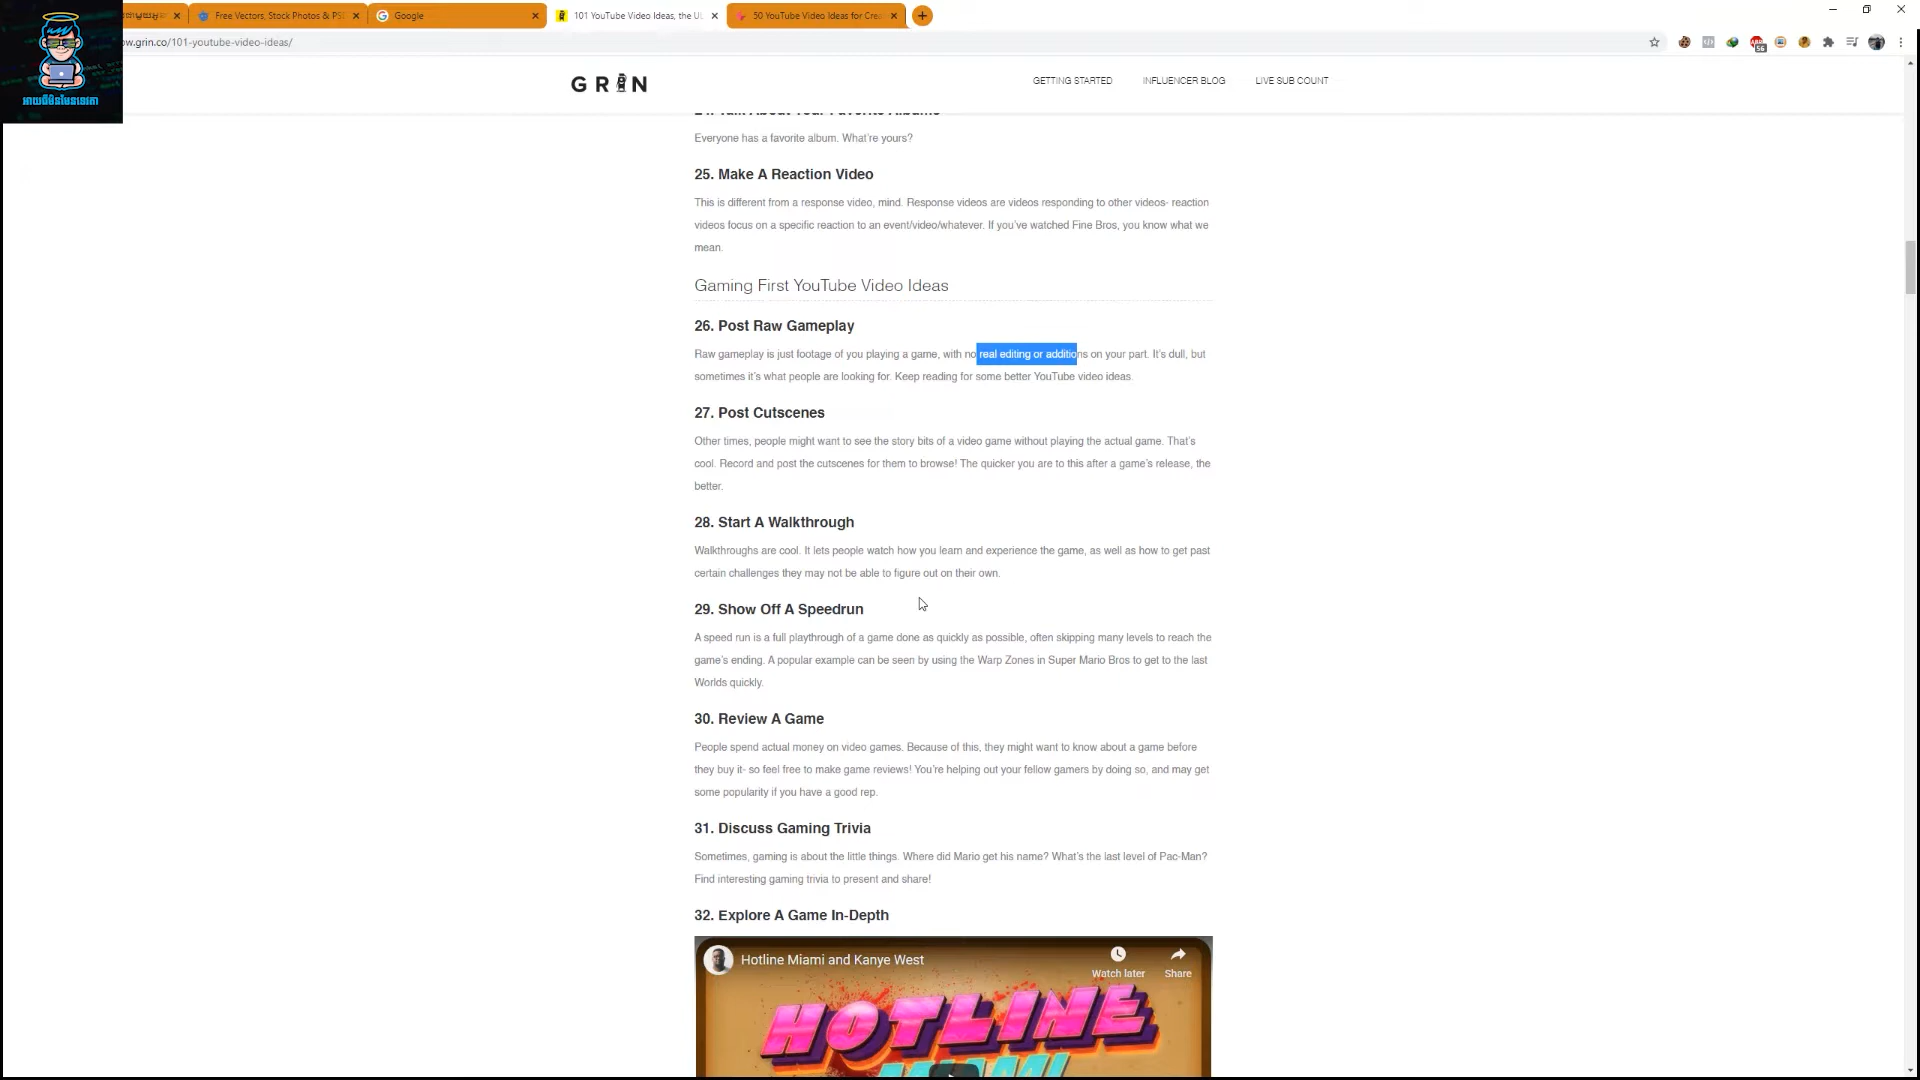 Free Vectors, Stock Photos & PSD
Google
101 YouTube Video Ideas, the Ul
50 YouTube Video Ideas for Crea
ow.grin.co/101-youtube-video-ideas/
56
GRIN
GETTING STARTED
INFLUENCER BLOG
LIVE SUB COUNT
24. Talk About Your Favorite Albums
Everyone has a favorite album. What're yours?
25. Make A Reaction Video
This is different from a response video, mind. Response videos are videos responding to other videos- reaction
videos focus on a specific reaction to an event/video/whatever. If you've watched Fine Bros, you know what we
mean.
Gaming First YouTube Video Ideas
26. Post Raw Gameplay
Raw gameplay is just footage of you playing a game, with no real editing or additions on your part. It's dull, but
sometimes it's what people are looking for. Keep reading for some better YouTube video ideas.
27. Post Cutscenes
Other times, people might want to see the story bits of a video game without playing the actual game. That's
cool. Record and post the cutscenes for them to browse! The quicker you are to this after a game's release, the
better.
28. Start A Walkthrough
Walkthroughs are cool. It lets people watch how you learn and experience the game, as well as how to get past
certain challenges they may not be able to figure out on their own.
29. Show Off A Speedrun
A speed run is a full playthrough of a game done as quickly as possible, often skipping many levels to reach the
game's ending. A popular example can be seen by using the Warp Zones in Super Mario Bros to get to the last
Worlds quickly.
30. Review A Game
People spend actual money on video games. Because of this, they might want to know about a game before
they buy it- so feel free to make game reviews! You're helping out your fellow gamers by doing so, and may get
some popularity if you have a good rep.
31. Discuss Gaming Trivia
Sometimes, gaming is about the little things. Where did Mario get his name? What's the last level of Pac-Man?
Find interesting gaming trivia to present and share!
32. Explore A Game In-Depth
Hotline Miami and Kanye West
Watch later
Share
HOTLINE
MIAMI